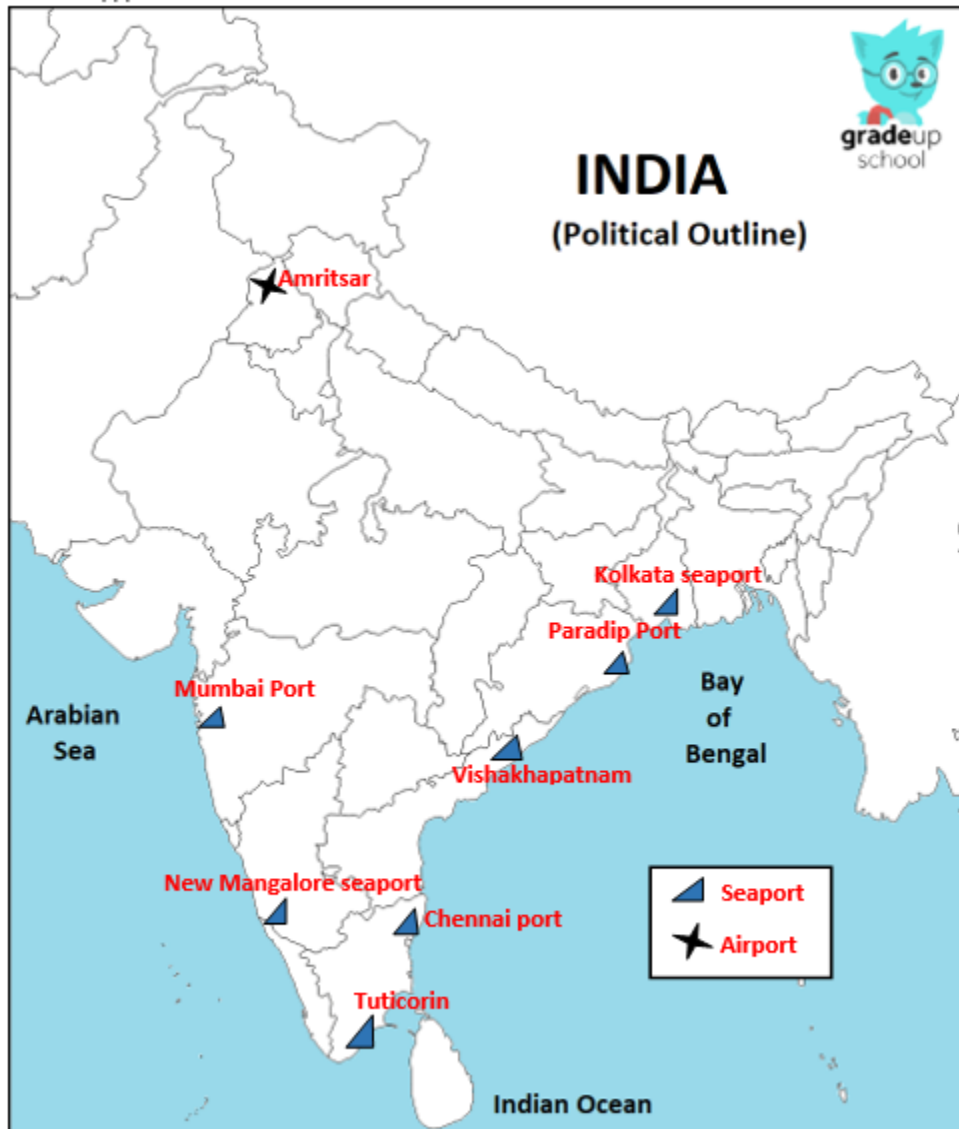 gradeup
school
INDIA
(Political Outline)
Amritsar
Kolkata seaport
Paradip Port
Mumbai Port
Bay
of
Bengal
Arabian
Sea
Vishakhapatnam
New Mangalore seaport
Chennai port
Seaport
Airport
Tuticorin
Indian Ocean